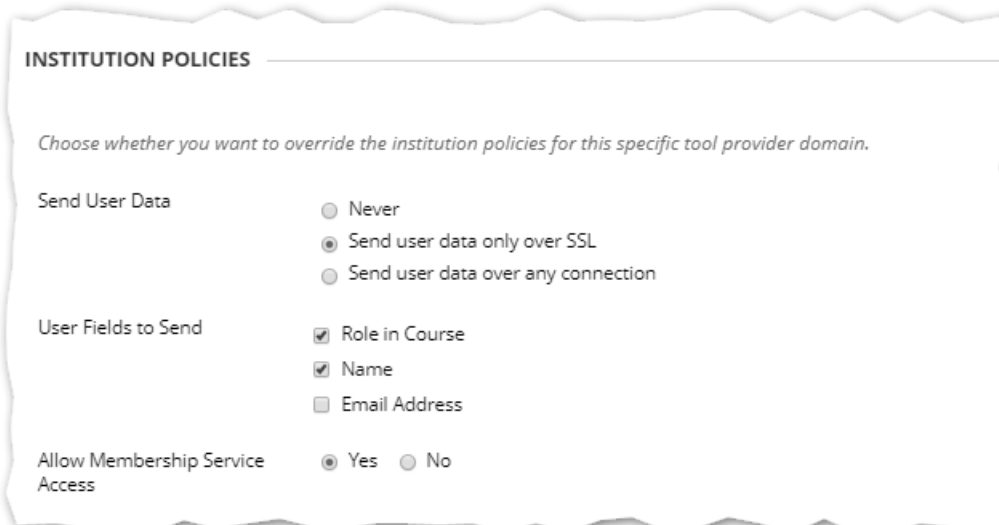 INSTITUTION POLICIES
Choose whether you want to override the institution policies for this specific tool provider domain.
Send User Data
Never
Send user data only over SSL
Send user data over any connection
User Fields to Send
Role in Course
Name
Email Address
Allow Membership Service
Access
Yes No